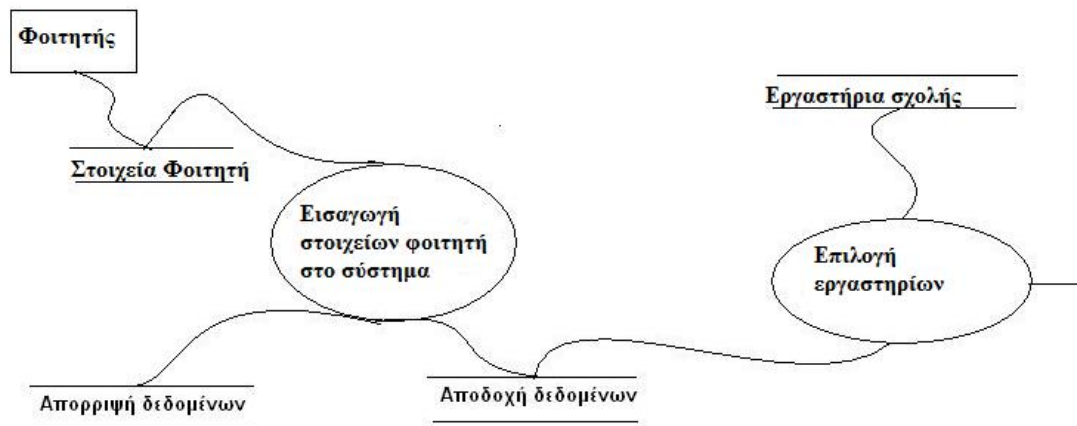 Φοιτητής
Εργαστήρια σχολής
Στοιχεία Φοιτητή
Εισαγωγή
στοιχείων φοιτητή
στο σύστημα
Επιλογή
εργαστηρίων
Απορριψή δεδομένων
Αποδοχή δεδομένων